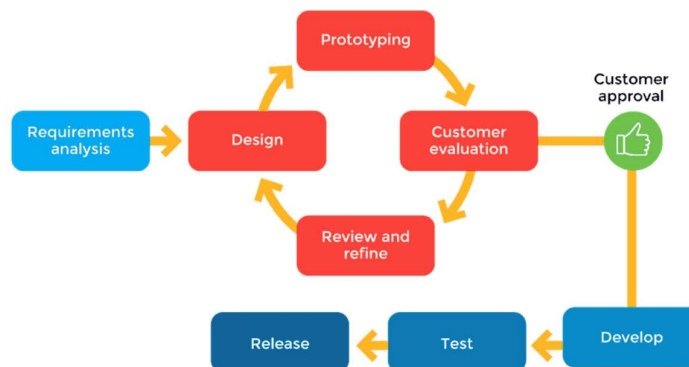 Prototyping
Customer
approval
Requirements
analysis
Design
Customer
evaluation
Review and
refine
Release
Test
Develop